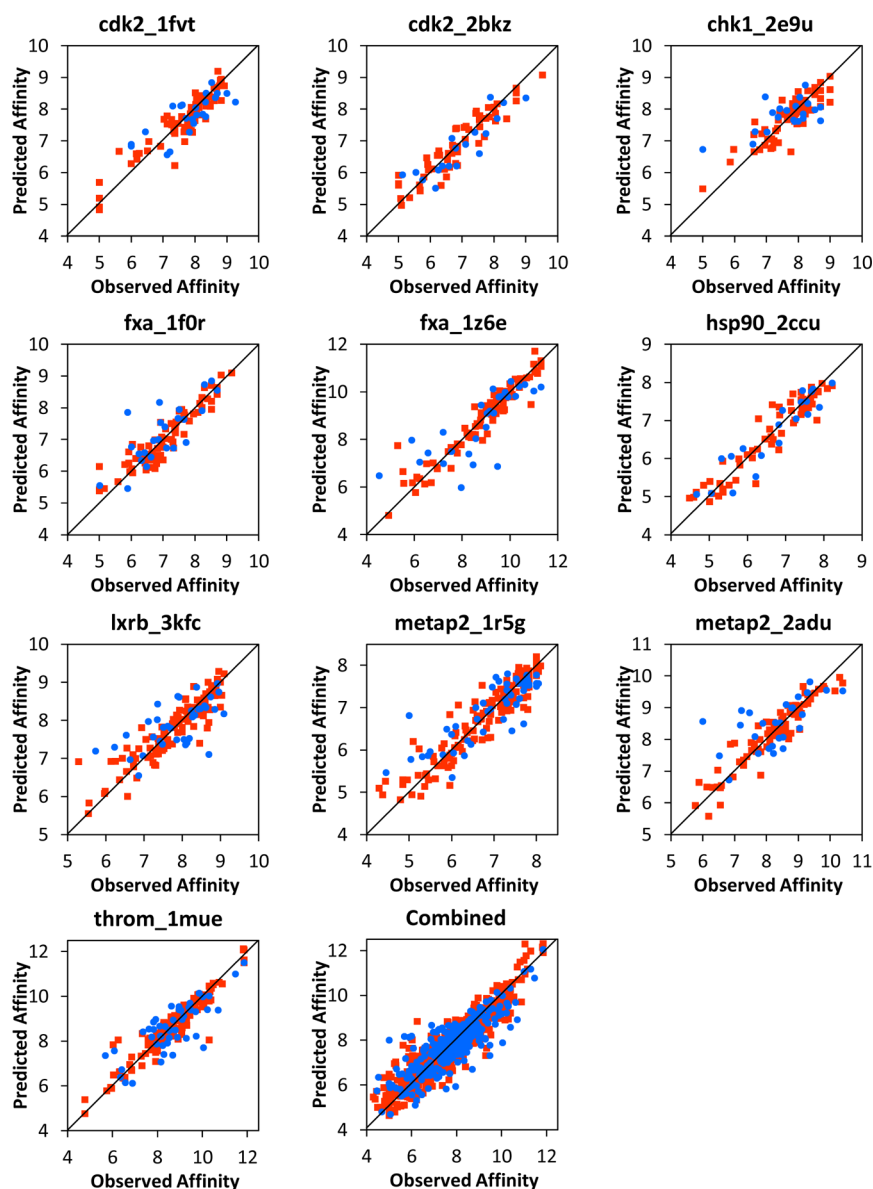 cdk2_1fvt
cdk2_2bkz
chk1_2e9u
Predicted Affinity
10
9
8
7
6
5
4
4 5 6 7 8 9 10
Observed Affinity
Predicted Affinity
10
9
8
7
6
5
4
4 5 6 7 8 9 10
Observed Affinity
Predicted Affinity
10
9
8
7
6
5
4
4 5 6 7 8 9 10
Observed Affinity
fxa_1f0r
fxa_1z6e
hsp90_2ccu
Predicted Affinity
10
9
8
7
6
5
4
4 5 6 7 8 9 10
Observed Affinity
Predicted Affinity
12
10
8
6
4
4 6 8 10 12
Observed Affinity
Predicted Affinity
9
8
7
6
5
4
4 5 6 7 8 9
Observed Affinity
lxrb_3kfc
metap2_1r5g
metap2_2adu
Predicted Affinity
10
9
8
7
6
5
5 6 7 8 9 10
Observed Affinity
Predicted Affinity
8
7
6
5
4
4 5 6 7 8
Observed Affinity
Predicted Affinity
11
10
9
8
7
6
5
5 6 7 8 9 10 11
Observed Affinity
throm_1mue
Combined
Predicted Affinity
12
10
8
6
4
4 6 8 10 12
Observed Affinity
Predicted Affinity
12
10
8
6
4
4 6 8 10 12
Observed Affinity